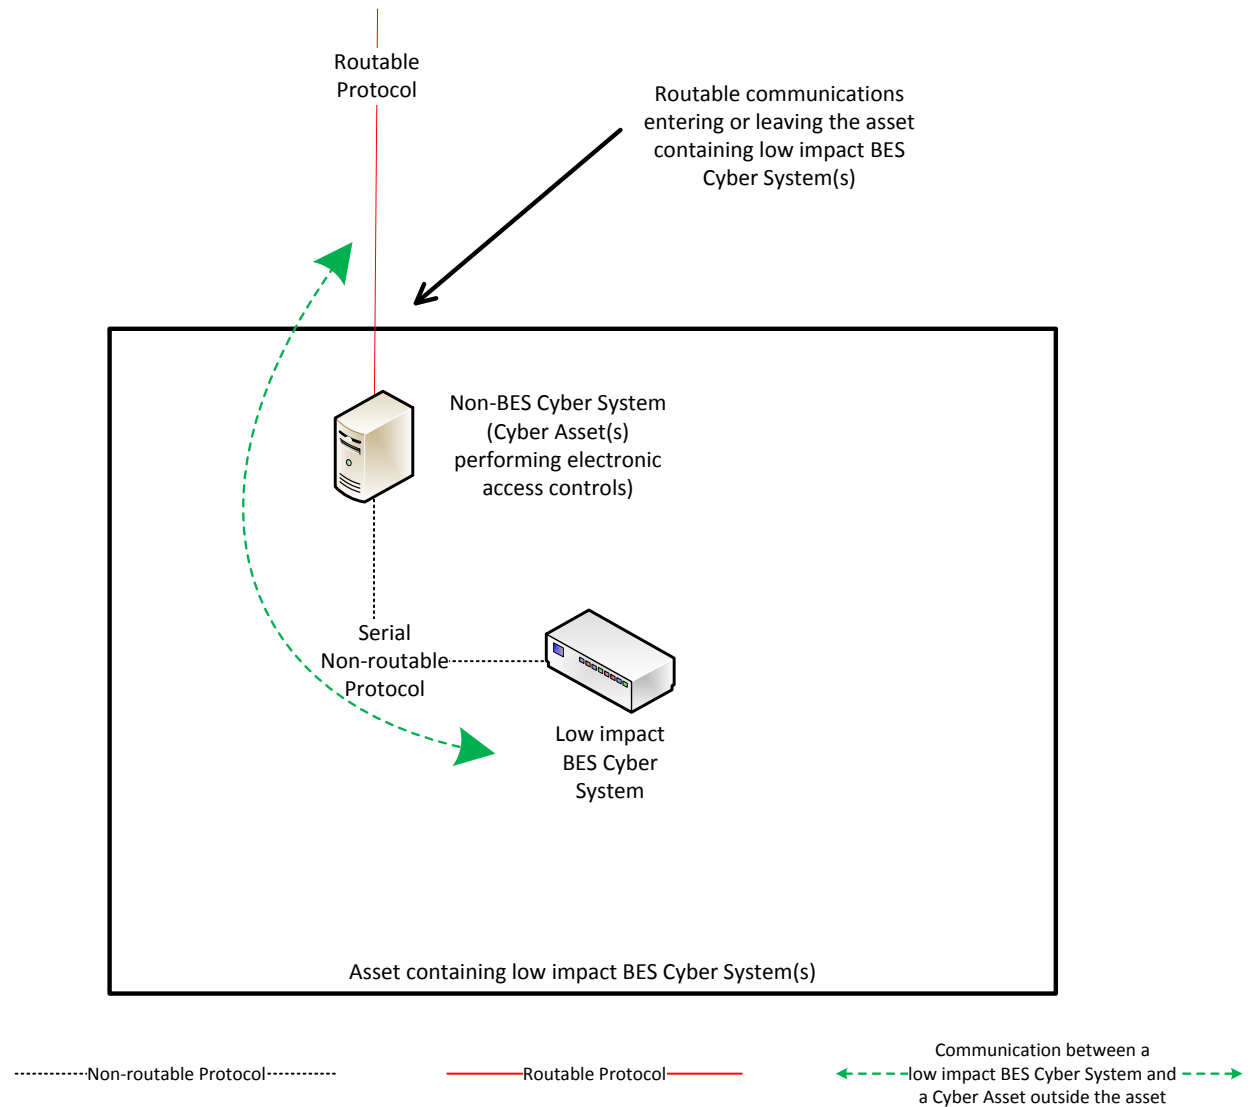 Routable
Protocol
Routable communications
entering or leaving the asset
containing low impact BES
Cyber System(s)
Non-BES Cyber System
(Cyber Asset(s)
performing electronic
access controls)
Serial
Non-routable
Protocol
Low impact
BES Cyber
System
Asset containing low impact BES Cyber System(s)
Non-routable Protocol
Routable Protocol
Communication between a
low impact BES Cyber System and
a Cyber Asset outside the asset